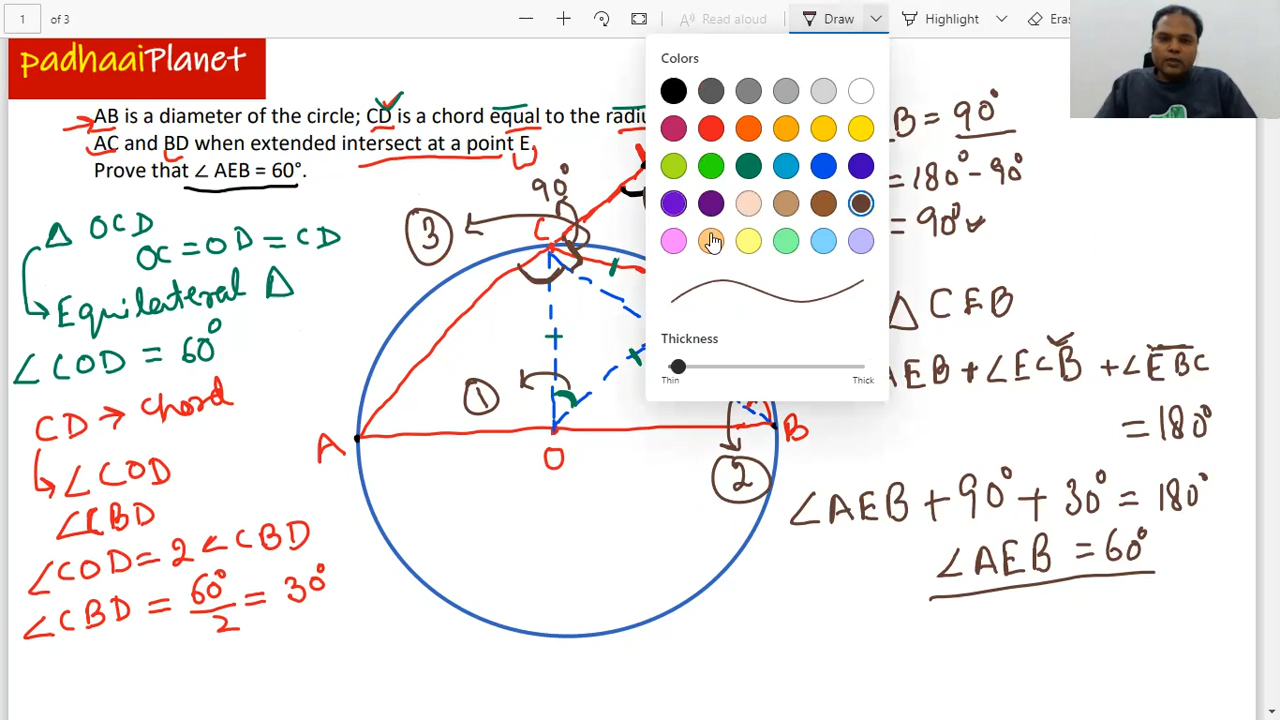 1 of 3
Read aloud
Draw
Highlight
Eras
padhaaiPlanet
AB is a diameter of the circle; CD is a chord equal to the radiu
AC and BD when extended intersect at a point E.
Prove that ∠ AEB = 60°.
Colors
Thickness
Thin
Thick
Δ OCD
OC = OD = CD
Equilateral Δ
∠COD = 60°
CD → chord
∠COD
∠CBD
∠COD = 2 ∠CBD
∠CBD = 60°/2 = 30°
90°
3
C
1
A
O
B
2
B = 90°
= 180° - 90°
= 90°
Δ CEB
AEB + ∠ECB + ∠EBC
= 180°
∠AEB + 90° + 30° = 180°
∠AEB = 60°